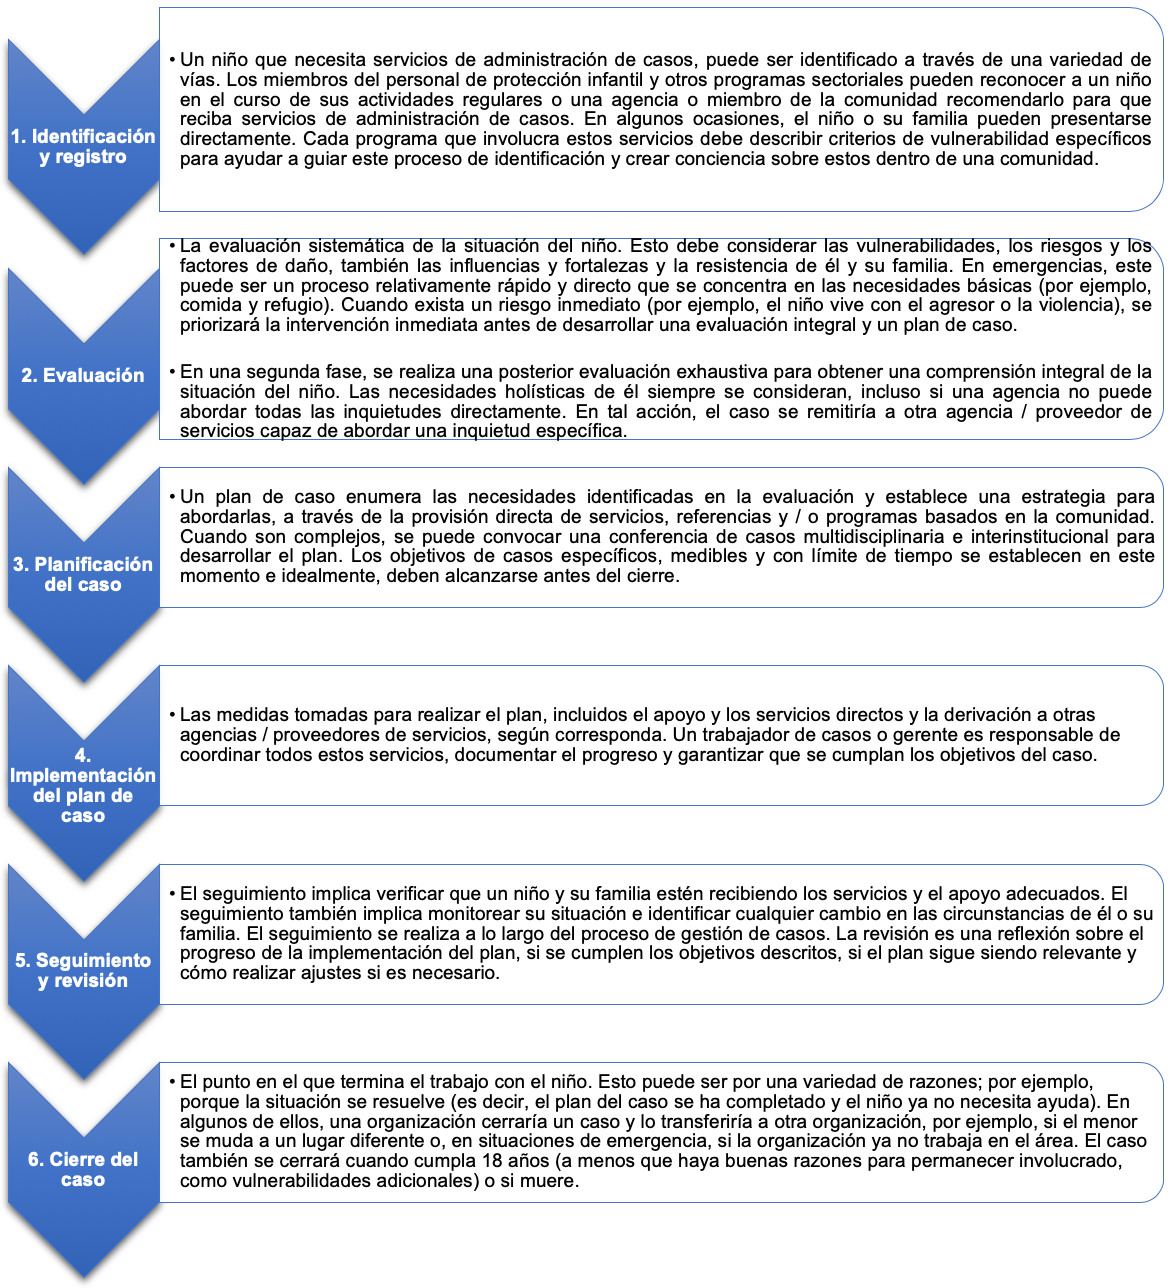 1. Identificación
y registro
• Un niño que necesita servicios de administración de casos, puede ser identificado a través de una variedad de
vías. Los miembros del personal de protección infantil y otros programas sectoriales pueden reconocer a un niño
en el curso de sus actividades regulares o una agencia o miembro de la comunidad recomendarlo para que
reciba servicios de administración de casos. En algunos ocasiones, el niño o su familia pueden presentarse
directamente. Cada programa que involucra estos servicios debe describir criterios de vulnerabilidad específicos
para ayudar a guiar este proceso de identificación y crear conciencia sobre estos dentro de una comunidad.
2. Evaluación
• La evaluación sistemática de la situación del niño. Esto debe considerar las vulnerabilidades, los riesgos y los
factores de daño, también las influencias y fortalezas y la resistencia de él y su familia. En emergencias, este
puede ser un proceso relativamente rápido y directo que se concentra en las necesidades básicas (por ejemplo,
comida y refugio). Cuando exista un riesgo inmediato (por ejemplo, el niño vive con el agresor o la violencia), se
priorizará la intervención inmediata antes de desarrollar una evaluación integral y un plan de caso.
• En una segunda fase, se realiza una posterior evaluación exhaustiva para obtener una comprensión integral de la
situación del niño. Las necesidades holísticas de él siempre se consideran, incluso si una agencia no puede
abordar todas las inquietudes directamente. En tal acción, el caso se remitiría a otra agencia / proveedor de
servicios capaz de abordar una inquietud específica.
3. Planificación
del caso
• Un plan de caso enumera las necesidades identificadas en la evaluación y establece una estrategia para
abordarlas, a través de la provisión directa de servicios, referencias y / o programas basados en la comunidad.
Cuando son complejos, se puede convocar una conferencia de casos multidisciplinaria e interinstitucional para
desarrollar el plan. Los objetivos de casos específicos, medibles y con límite de tiempo se establecen en este
momento e idealmente, deben alcanzarse antes del cierre.
4.
Implementación
del plan de
caso
• Las medidas tomadas para realizar el plan, incluidos el apoyo y los servicios directos y la derivación a otras
agencias / proveedores de servicios, según corresponda. Un trabajador de casos o gerente es responsable de
coordinar todos estos servicios, documentar el progreso y garantizar que se cumplan los objetivos del caso.
5. Seguimiento
y revisión
• El seguimiento implica verificar que un niño y su familia estén recibiendo los servicios y el apoyo adecuados. El
seguimiento también implica monitorear su situación e identificar cualquier cambio en las circunstancias de él o su
familia. El seguimiento se realiza a lo largo del proceso de gestión de casos. La revisión es una reflexión sobre el
progreso de la implementación del plan, si se cumplen los objetivos descritos, si el plan sigue siendo relevante y
cómo realizar ajustes si es necesario.
6. Cierre del
caso
• El punto en el que termina el trabajo con el niño. Esto puede ser por una variedad de razones; por ejemplo,
porque la situación se resuelve (es decir, el plan del caso se ha completado y el niño ya no necesita ayuda). En
algunos de ellos, una organización cerraría un caso y lo transferiría a otra organización, por ejemplo, si el menor
se muda a un lugar diferente o, en situaciones de emergencia, si la organización ya no trabaja en el área. El caso
también se cerrará cuando cumpla 18 años (a menos que haya buenas razones para permanecer involucrado,
como vulnerabilidades adicionales) o si muere.